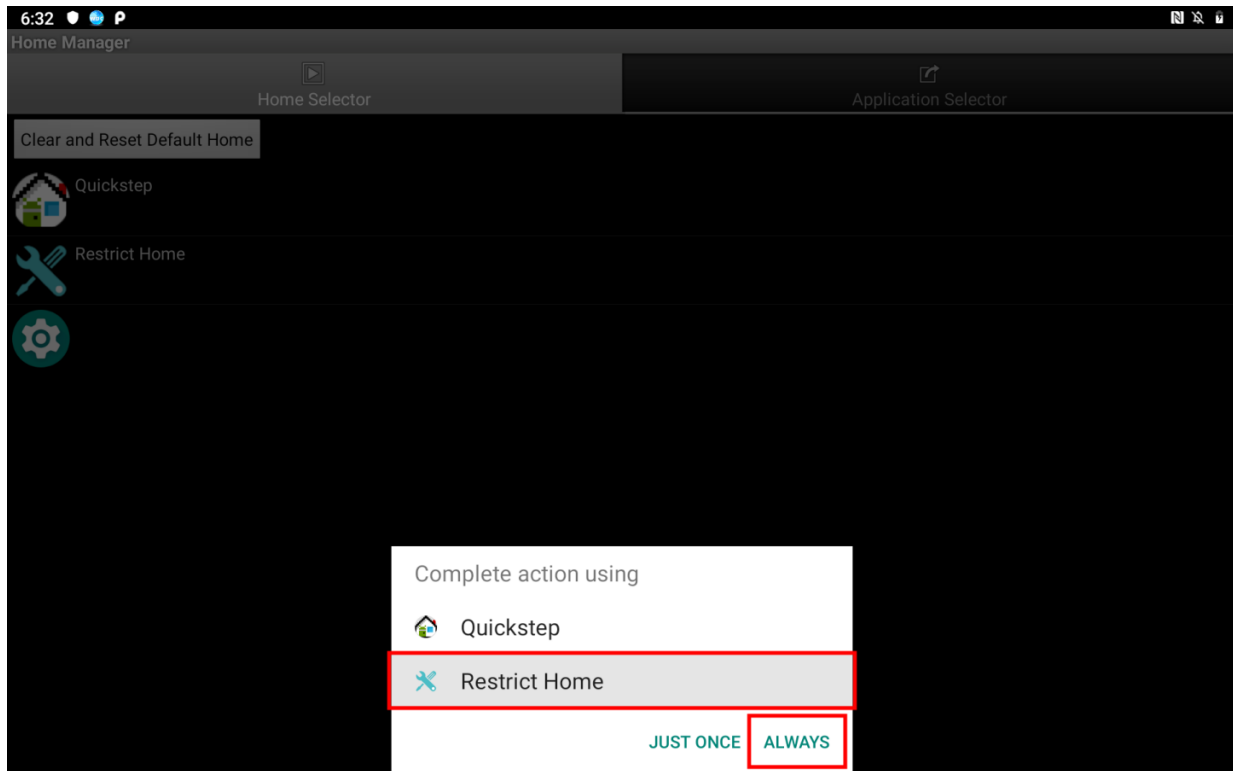 6:32
Home Manager
Home Selector
Application Selector
Clear and Reset Default Home
Quickstep
Restrict Home
Complete action using
Quickstep
Restrict Home
JUST ONCE ALWAYS